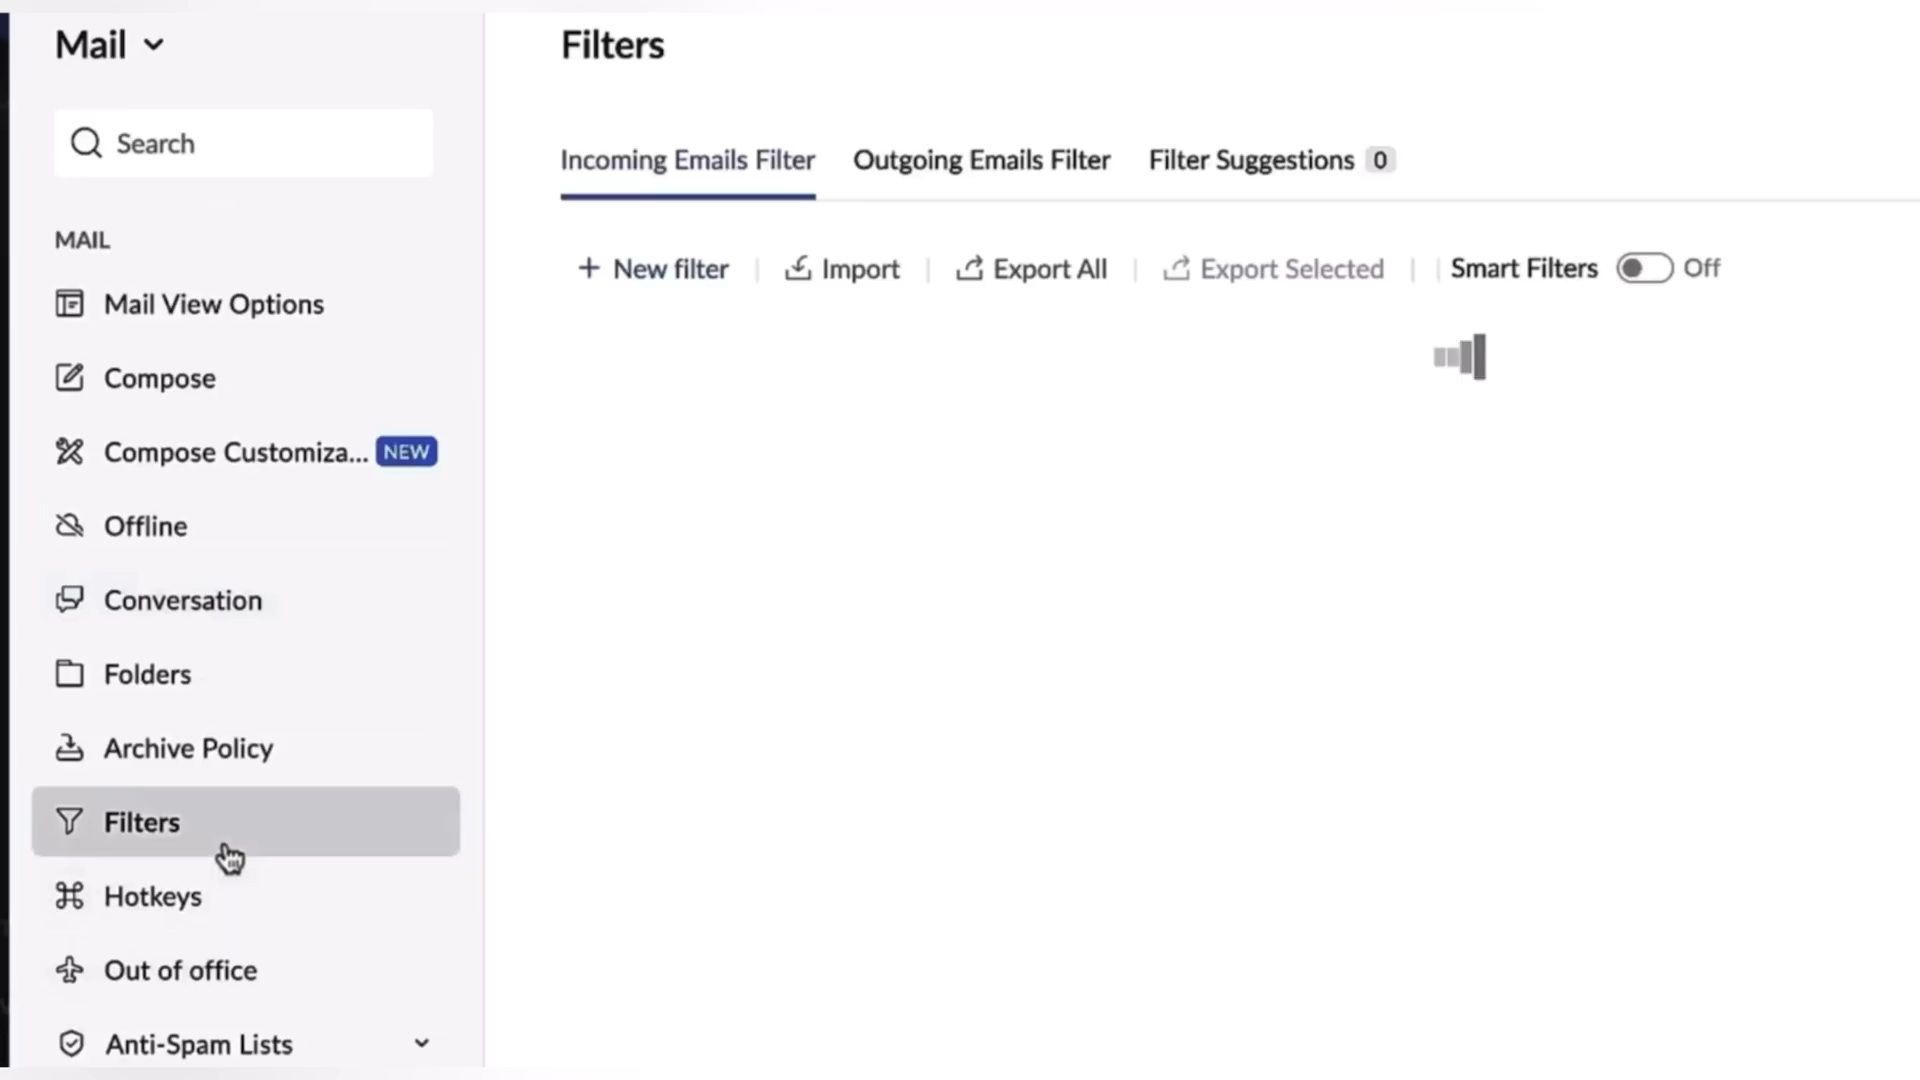 Mail
Search
MAIL
Mail View Options
Compose
Compose Customiza... NEW
Offline
Conversation
Folders
Archive Policy
Filters
Hotkeys
Out of office
Anti-Spam Lists
Filters
Incoming Emails Filter Outgoing Emails Filter Filter Suggestions 0
+ New filter Import Export All Export Selected Smart Filters Off